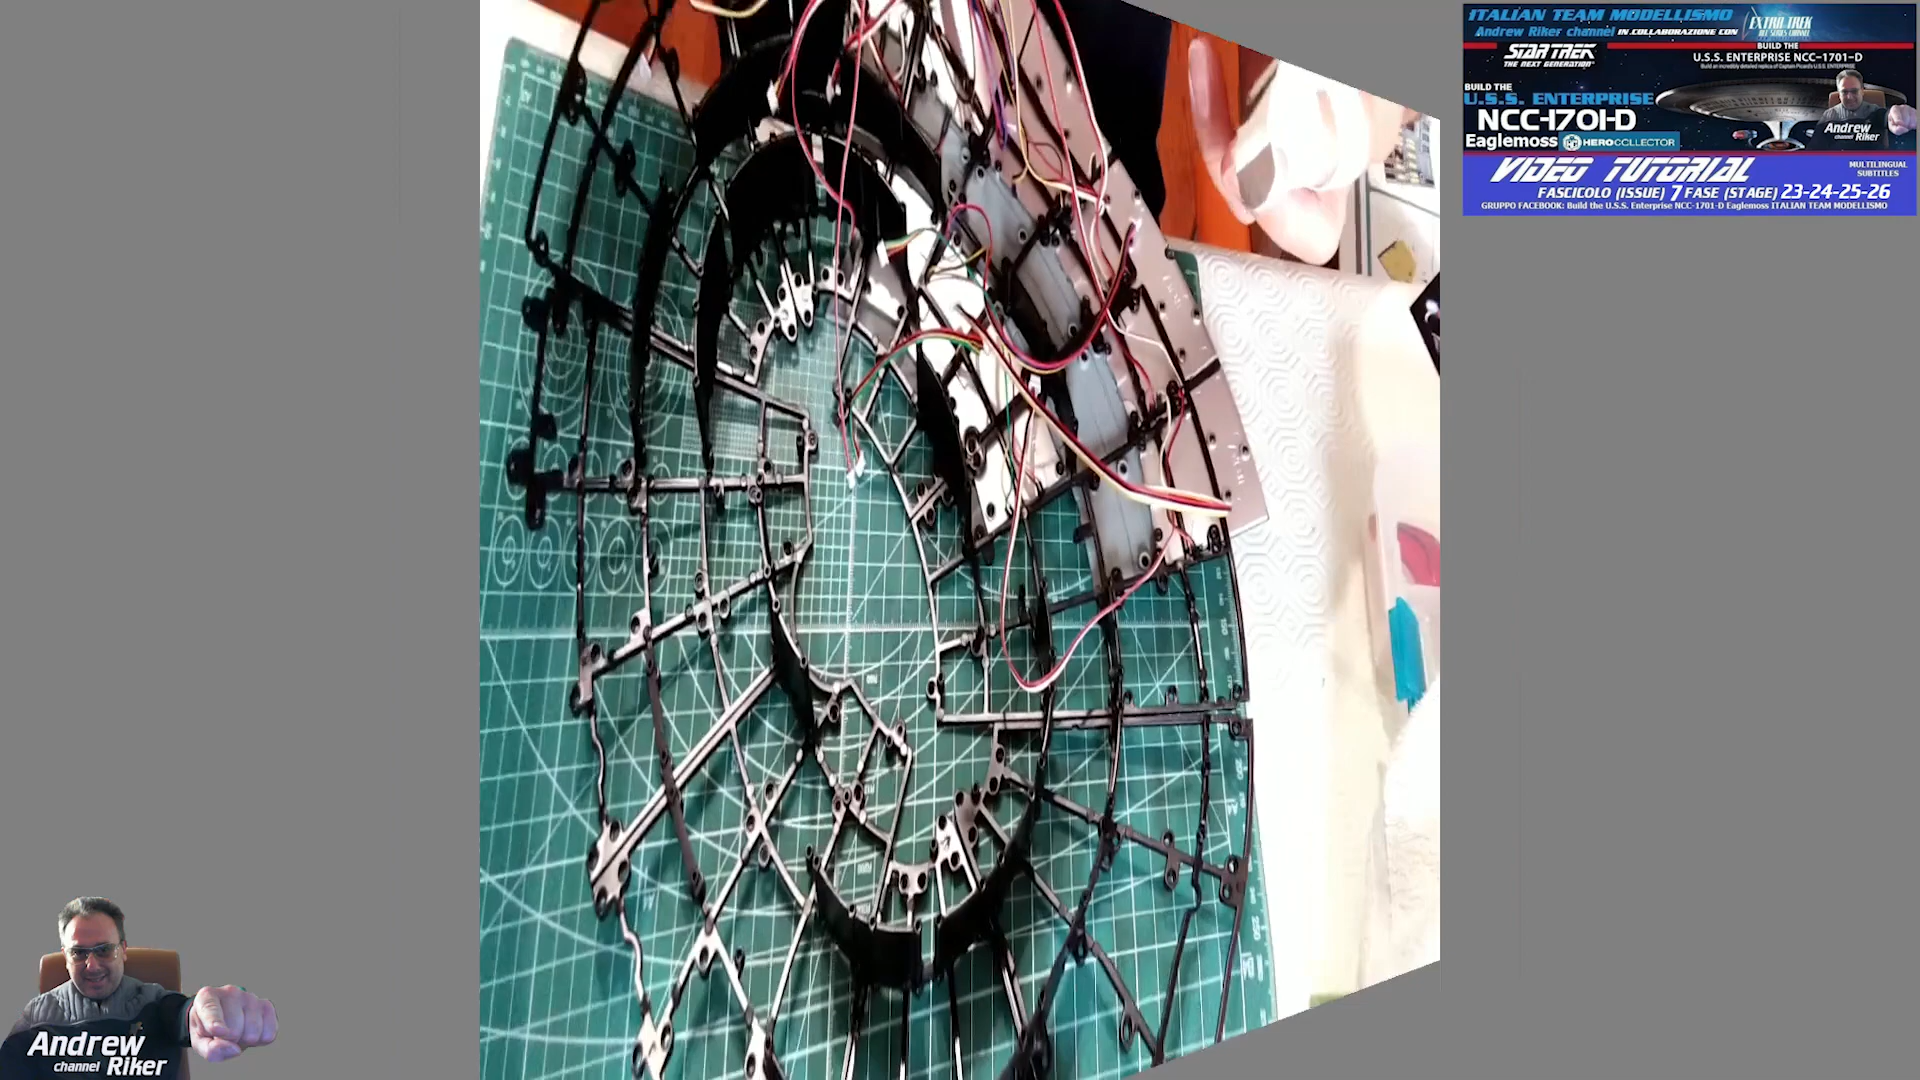 ITALIAN TEAM MODELLISMO
Andrew Riker channel IN COLLABORAZIONE CON
EXTRA TREK
STAR TREK
THE NEXT GENERATION
BUILD THE
U.S.S. ENTERPRISE NCC-1701-D
BUILD THE
U.S.S. ENTERPRISE
NCC-1701-D
Eaglemoss HEROCOLLECTOR
Andrew
channel Riker
VIDEO TUTORIAL
MULTILINGUAL
SUBTITLES
FASCICOLO (ISSUE) 7 FASE (STAGE) 23-24-25-26
GRUPPO FACEBOOK: Build the U.S.S. Enterprise NCC-1701-D Eaglemoss ITALIAN TEAM MODELLISMO
Andrew
channel Riker